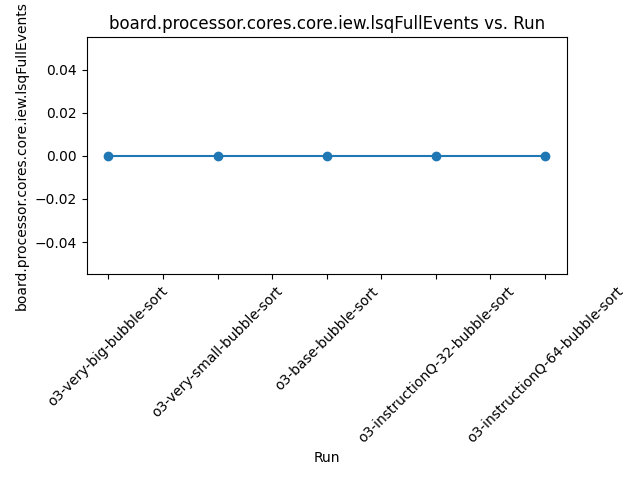 board.processor.cores.core.iew.lsqFullEvents vs. Run
board.processor.cores.core.iew.lsqFullEvents
0.04
0.02
0.00
−0.02
−0.04
o3-very-big-bubble-sort
o3-very-small-bubble-sort
o3-base-bubble-sort
o3-instructionQ-32-bubble-sort
o3-instructionQ-64-bubble-sort
Run